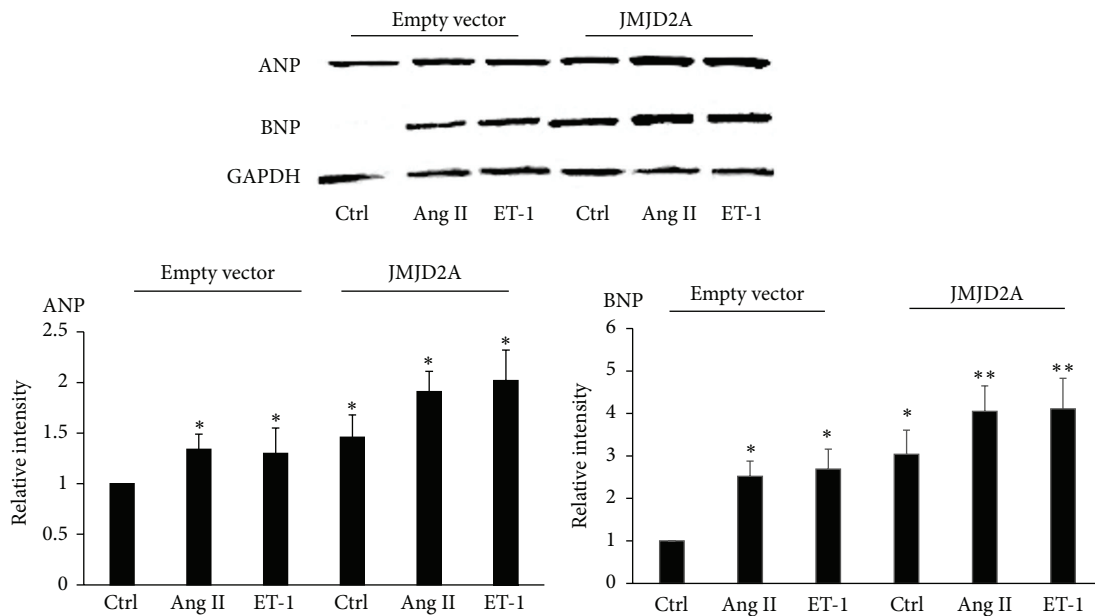 Empty vector JMJD2A
ANP
BNP
GAPDH
Ctrl Ang II ET-1 Ctrl Ang II ET-1
Empty vector JMJD2A
ANP
Relative intensity
2.5
2
1.5
1
0.5
0
* * * * *
Ctrl Ang II ET-1 Ctrl Ang II ET-1
Empty vector JMJD2A
BNP
Relative intensity
6
5
4
3
2
1
0
* * * ** **
Ctrl Ang II ET-1 Ctrl Ang II ET-1